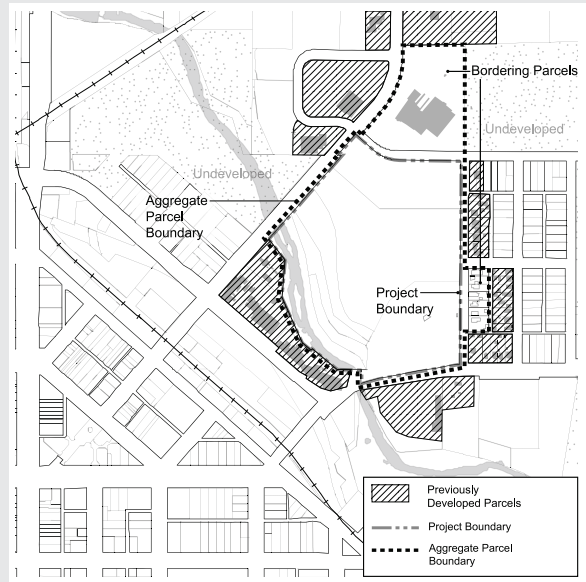 Bordering Parcels
Undeveloped
Undeveloped
Aggregate
Parcel
Boundary
Project
Boundary
Previously
Developed Parcels
Project Boundary
Aggregate Parcel
Boundary